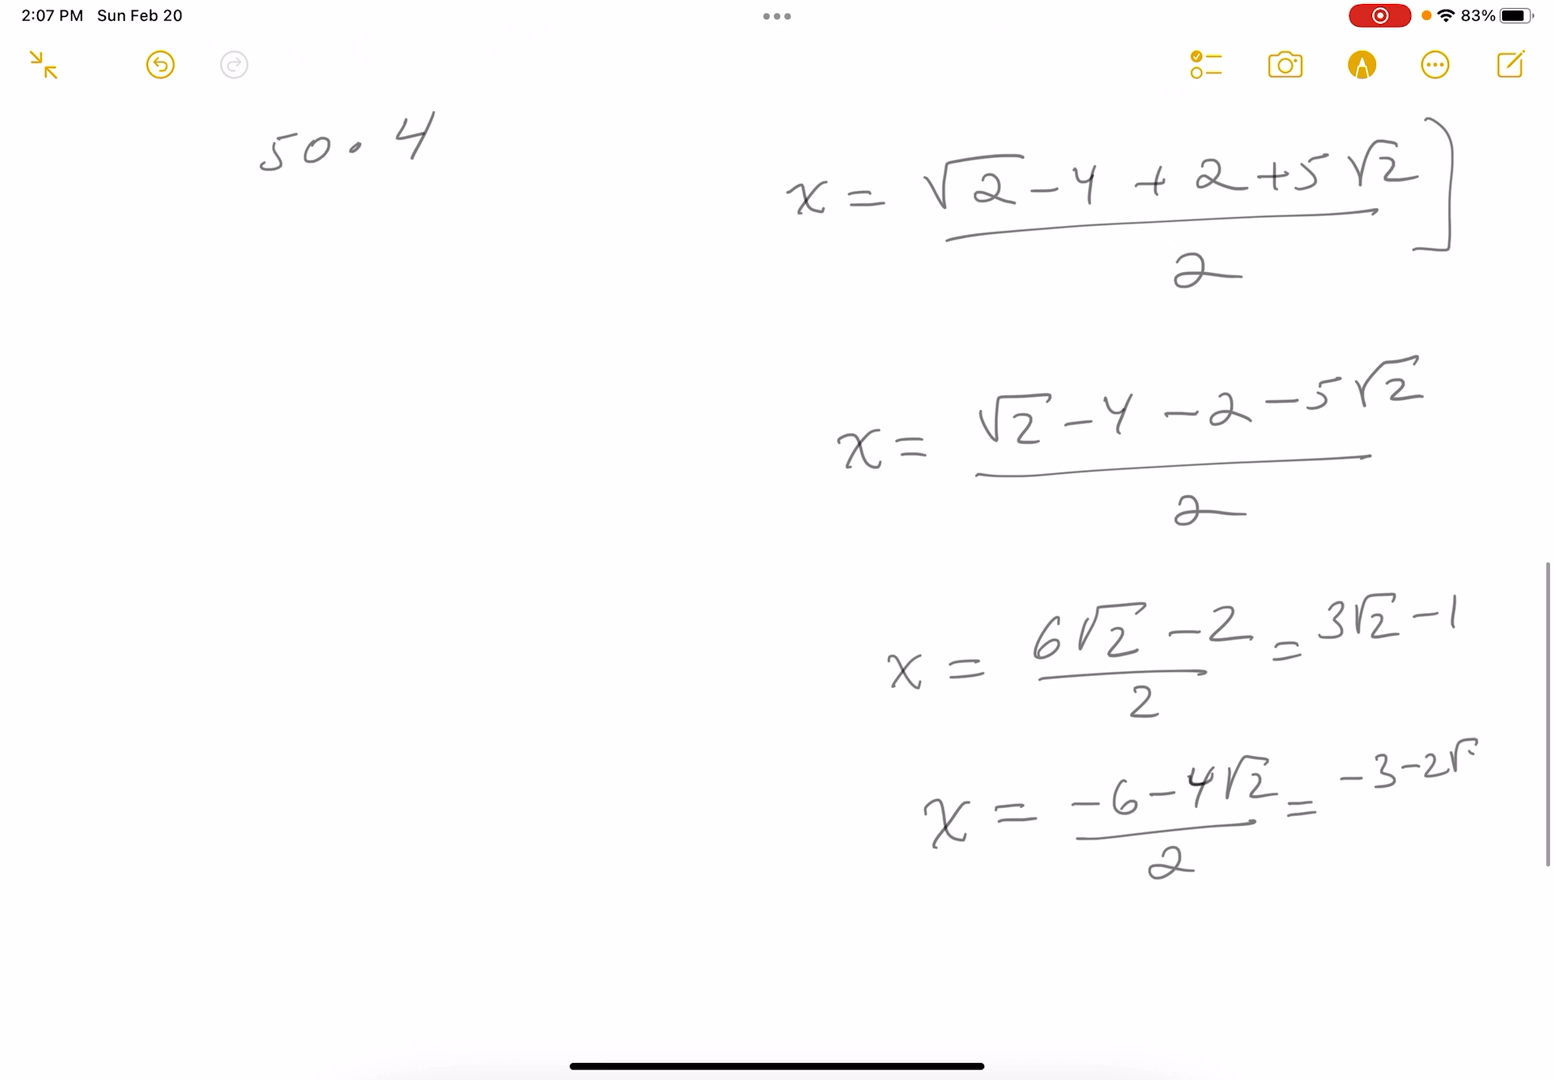 2:07 PM Sun Feb 20
83%
50 · 4
x = (√2 - 4 + 2 + 5√2) / 2 ]
x = (√2 - 4 - 2 - 5√2) / 2
x = (6√2 - 2) / 2 = 3√2 - 1
x = (-6 - 4√2) / 2 = -3 - 2√